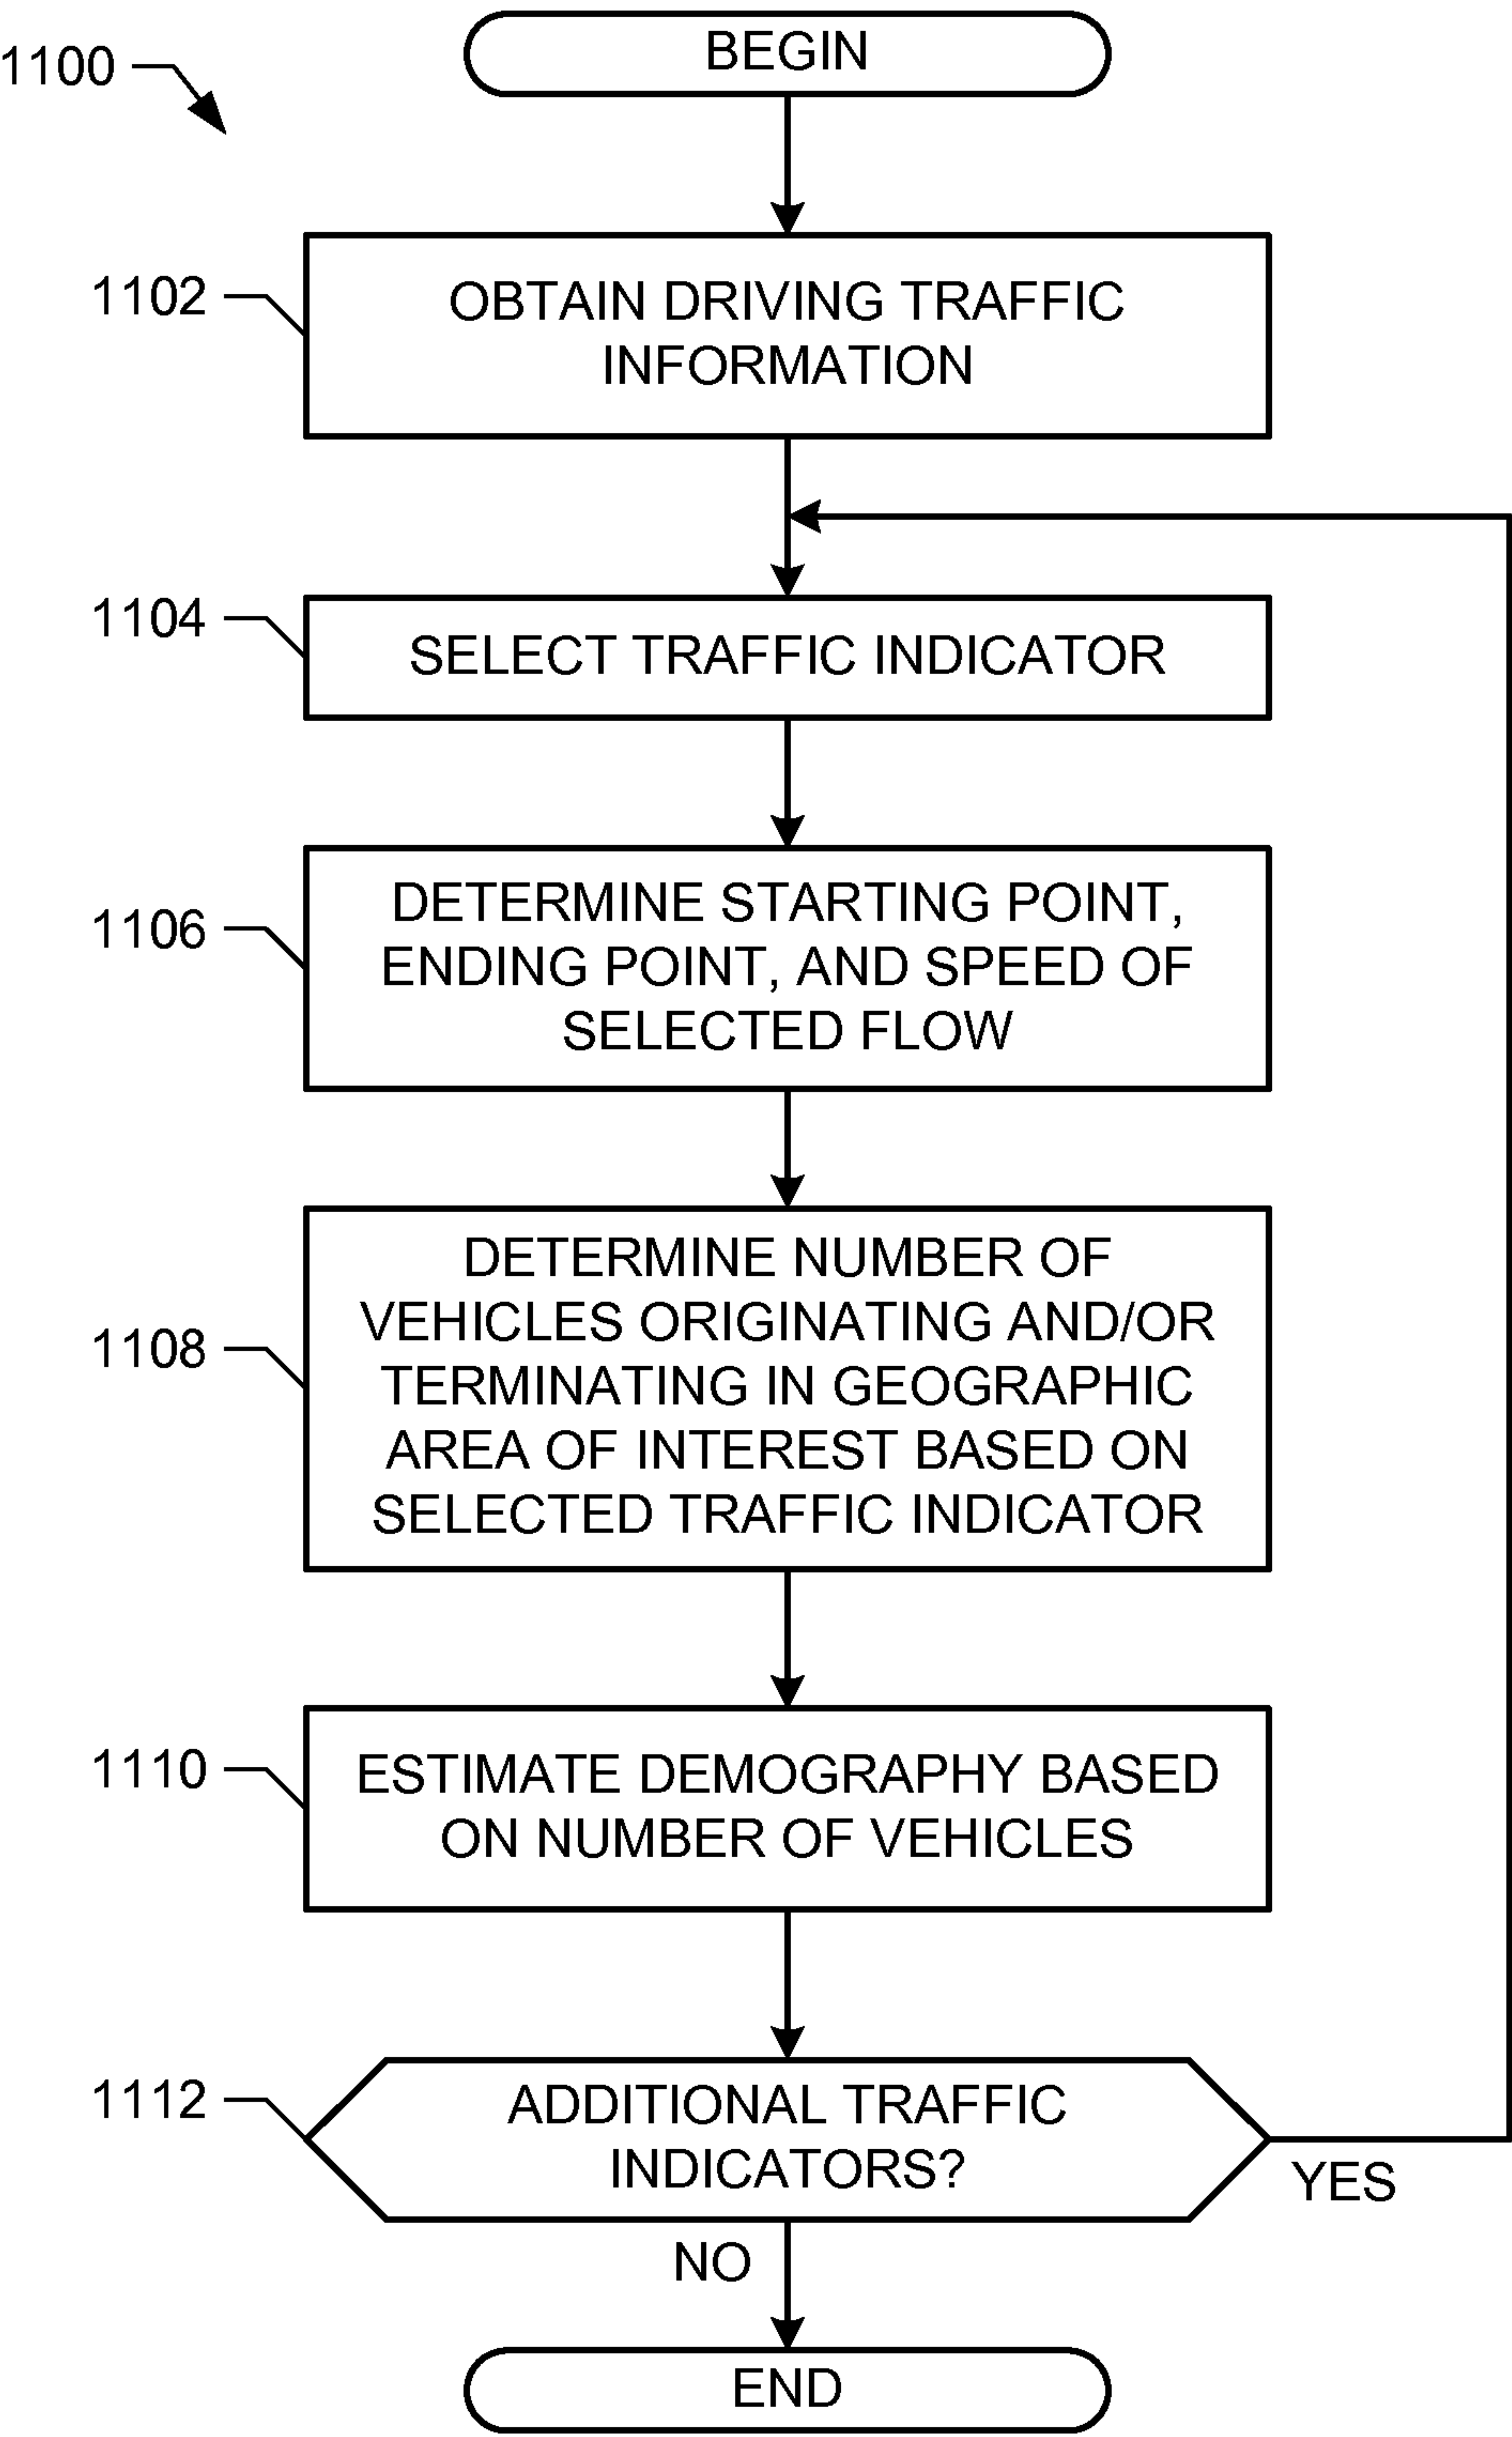 1100
BEGIN
1102
OBTAIN DRIVING TRAFFIC
INFORMATION
1104
SELECT TRAFFIC INDICATOR
1106
DETERMINE STARTING POINT,
ENDING POINT, AND SPEED OF
SELECTED FLOW
1108
DETERMINE NUMBER OF
VEHICLES ORIGINATING AND/OR
TERMINATING IN GEOGRAPHIC
AREA OF INTEREST BASED ON
SELECTED TRAFFIC INDICATOR
1110
ESTIMATE DEMOGRAPHY BASED
ON NUMBER OF VEHICLES
1112
ADDITIONAL TRAFFIC
INDICATORS?
YES
NO
END